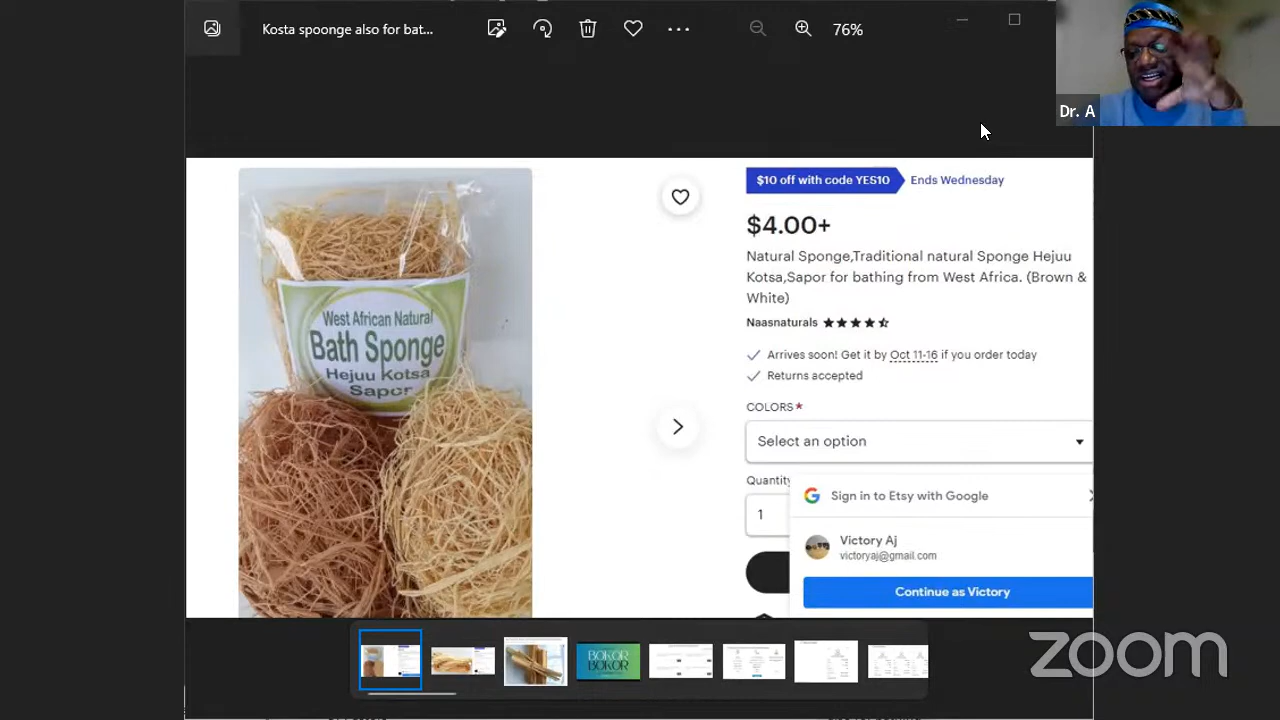 Kosta spoonge also for bat...
76%
Dr. A
$10 off with code YES10
Ends Wednesday
$4.00+
Natural Sponge,Traditional natural Sponge Hejuu
Kotsa,Sapor for bathing from West Africa. (Brown &
White)
Naasnaturals
Arrives soon! Get it by Oct 11-16 if you order today
Returns accepted
COLORS*
Select an option
Quantity
1
Sign in to Etsy with Google
Victory Aj
victoryaj@gmail.com
Continue as Victory
West African Natural
Bath Sponge
Hejuu Kotsa
Sapor
BOKOR
BOKOR
zoom